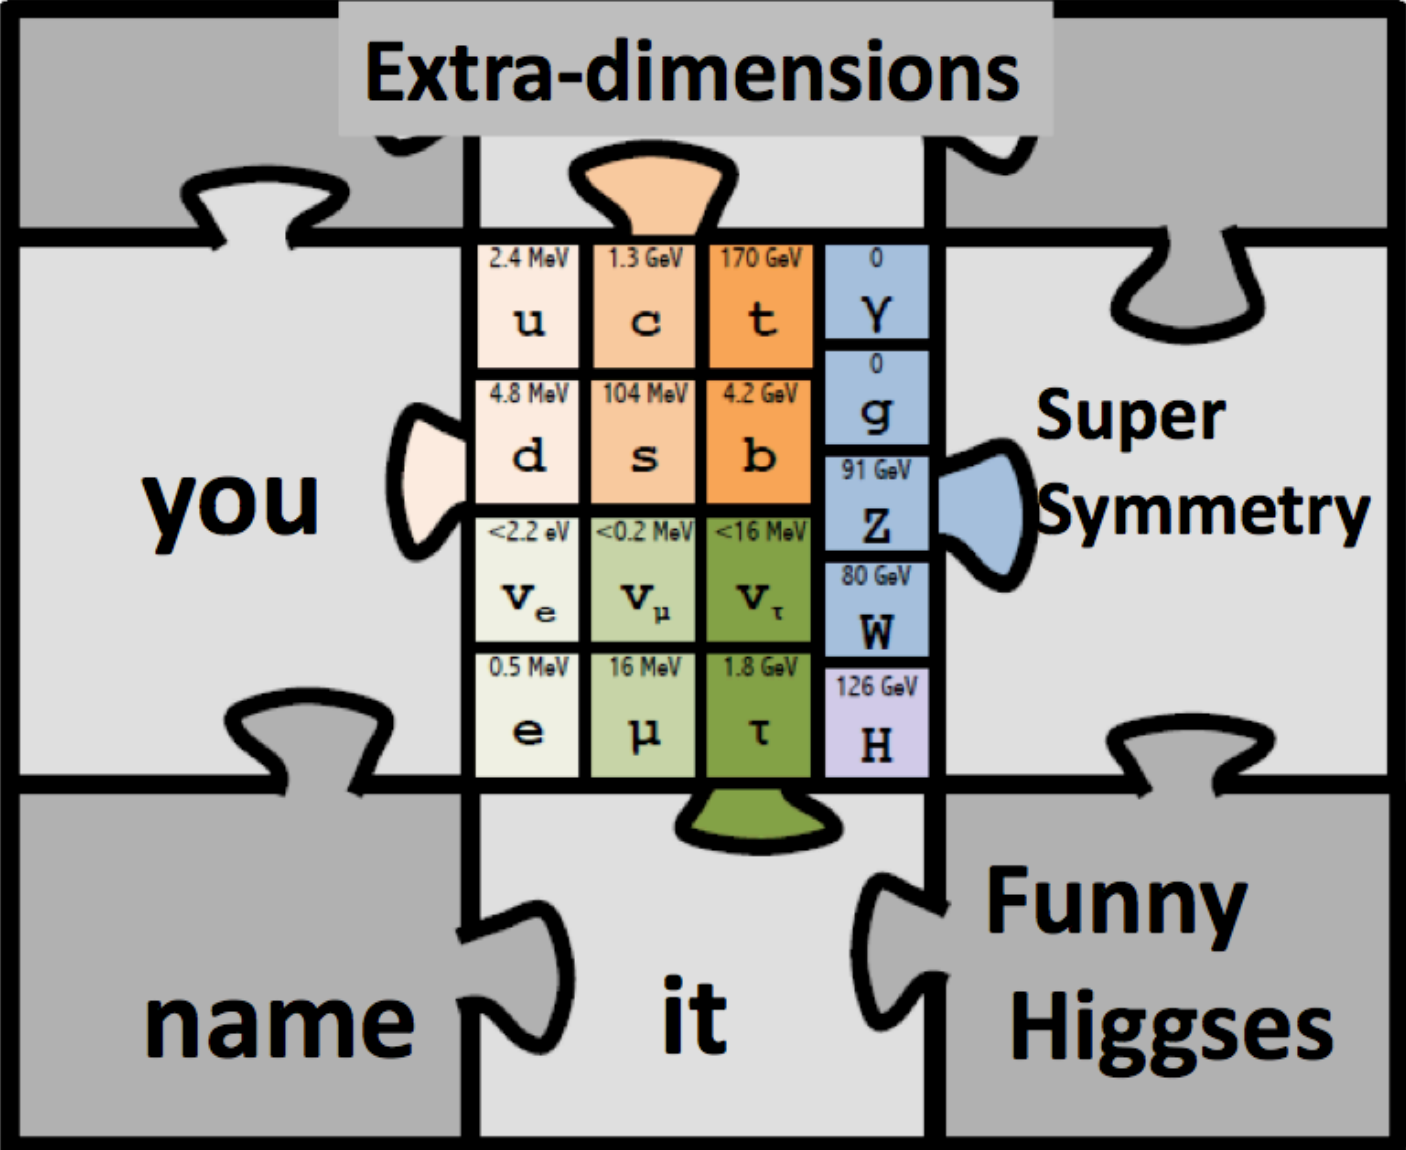 Extra-dimensions
2.4 MeV 1.3 GeV 170 GeV 0
u c t γ
0
g
4.8 MeV 104 MeV 4.2 GeV
d s b
91 GeV
Z
<2.2 eV <0.2 MeV <16 MeV
νe νμ ντ
80 GeV
W
0.5 MeV 16 MeV 1.8 GeV
e μ τ
126 GeV
H
you
Super
Symmetry
name
it
Funny
Higgses